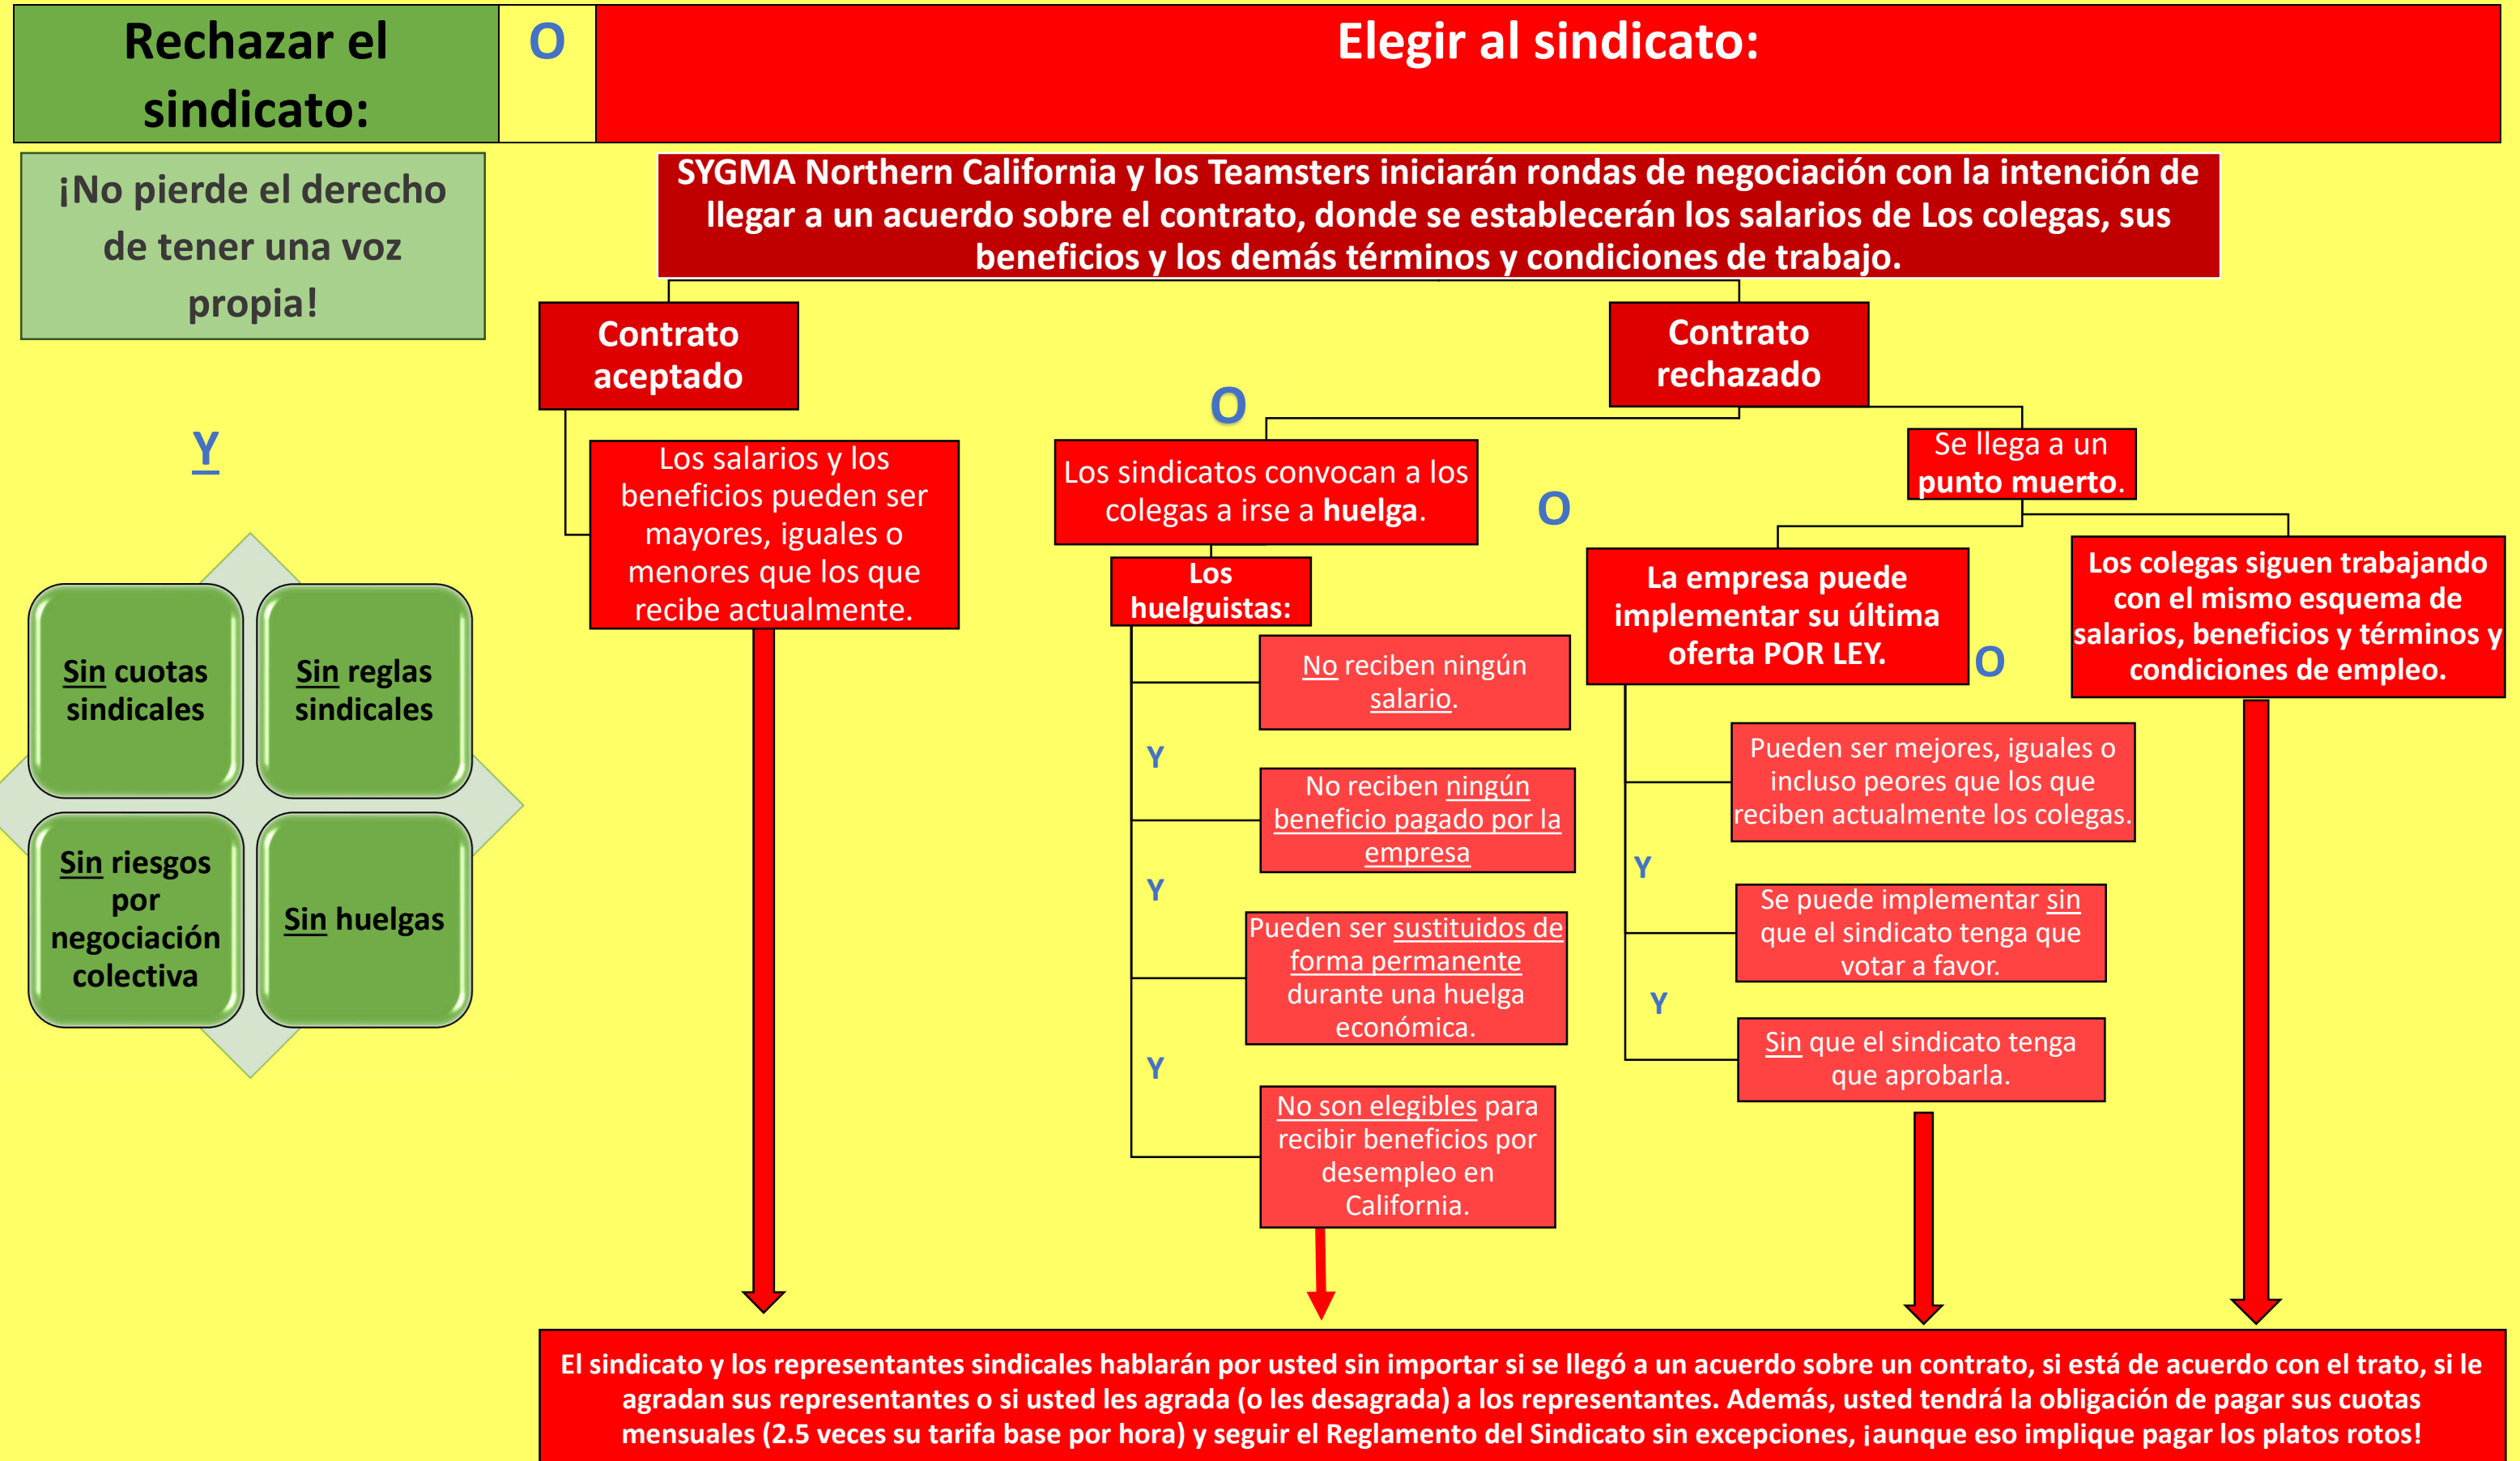 Rechazar el
sindicato:
O
Elegir al sindicato:
¡No pierde el derecho
de tener una voz
propia!
Y
Sin cuotas
sindicales
Sin reglas
sindicales
Sin riesgos
por
negociación
colectiva
Sin huelgas
SYGMA Northern California y los Teamsters iniciarán rondas de negociación con la intención de
llegar a un acuerdo sobre el contrato, donde se establecerán los salarios de Los colegas, sus
beneficios y los demás términos y condiciones de trabajo.
Contrato
aceptado
Los salarios y los
beneficios pueden ser
mayores, iguales o
menores que los que
recibe actualmente.
O
Contrato
rechazado
Los sindicatos convocan a los
colegas a irse a huelga.
Los
huelguistas:
No reciben ningún
salario.
Y
No reciben ningún
beneficio pagado por la
empresa
Y
Pueden ser sustituidos de
forma permanente
durante una huelga
económica.
Y
No son elegibles para
recibir beneficios por
desempleo en
California.
O
Se llega a un
punto muerto.
La empresa puede
implementar su última
oferta POR LEY.
Pueden ser mejores, iguales o
incluso peores que los que
reciben actualmente los colegas.
Y
Se puede implementar sin
que el sindicato tenga que
votar a favor.
Y
Sin que el sindicato tenga
que aprobarla.
O
Los colegas siguen trabajando
con el mismo esquema de
salarios, beneficios y términos y
condiciones de empleo.
El sindicato y los representantes sindicales hablarán por usted sin importar si se llegó a un acuerdo sobre un contrato, si está de acuerdo con el trato, si le
agradan sus representantes o si usted les agrada (o les desagrada) a los representantes. Además, usted tendrá la obligación de pagar sus cuotas
mensuales (2.5 veces su tarifa base por hora) y seguir el Reglamento del Sindicato sin excepciones, ¡aunque eso implique pagar los platos rotos!